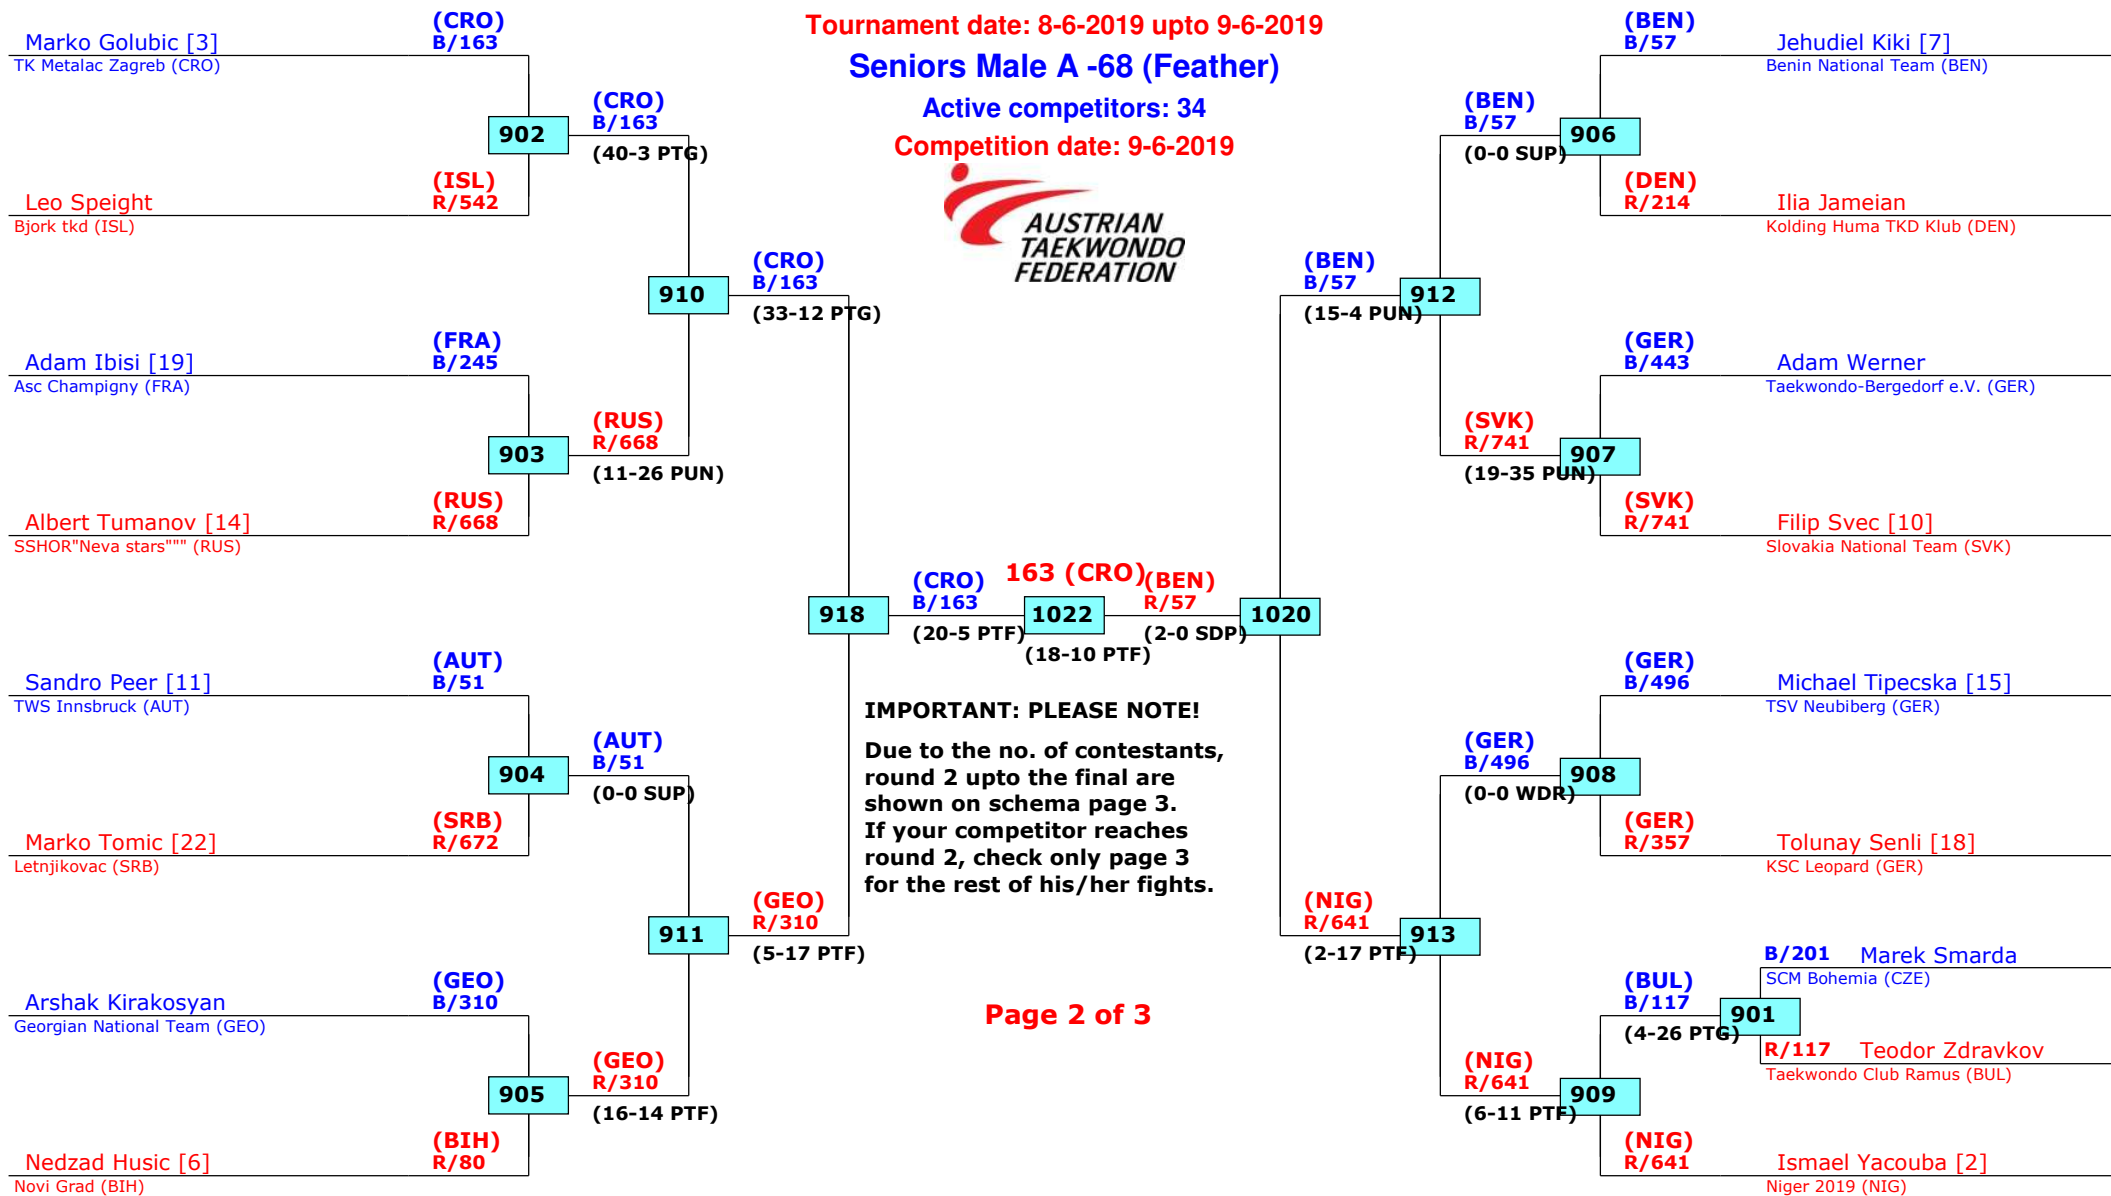 Tournament date: 8-6-2019 upto 9-6-2019
Seniors Male A -68 (Feather)
Active competitors: 34
Competition date: 9-6-2019
AUSTRIAN
TAEKWONDO
FEDERATION
Marko Golubic [3]
(CRO)
B/163
TK Metalac Zagreb (CRO)
902
(CRO)
B/163
(40-3 PTG)
Leo Speight
(ISL)
R/542
Bjork tkd (ISL)
910
(CRO)
B/163
(33-12 PTG)
Adam Ibisi [19]
(FRA)
B/245
Asc Champigny (FRA)
903
(RUS)
R/668
(11-26 PUN)
Albert Tumanov [14]
(RUS)
R/668
SSHOR"Neva stars""" (RUS)
918
(CRO)
B/163
(20-5 PTF)
163 (CRO)
1022
(18-10 PTF)
(BEN)
R/57
(2-0 SDP)
1020
Sandro Peer [11]
(AUT)
B/51
TWS Innsbruck (AUT)
904
(AUT)
B/51
(0-0 SUP)
Marko Tomic [22]
(SRB)
R/672
Letnjikovac (SRB)
911
(GEO)
R/310
(5-17 PTF)
Arshak Kirakosyan
(GEO)
B/310
Georgian National Team (GEO)
905
(GEO)
R/310
(16-14 PTF)
Nedzad Husic [6]
(BIH)
R/80
Novi Grad (BIH)
IMPORTANT: PLEASE NOTE!
Due to the no. of contestants,
round 2 upto the final are
shown on schema page 3.
If your competitor reaches
round 2, check only page 3
for the rest of his/her fights.
Page 2 of 3
(BEN)
B/57
Jehudiel Kiki [7]
Benin National Team (BEN)
(BEN)
B/57
(0-0 SUP)
906
(DEN)
R/214
Ilia Jameian
Kolding Huma TKD Klub (DEN)
(BEN)
B/57
(15-4 PUN)
912
(GER)
B/443
Adam Werner
Taekwondo-Bergedorf e.V. (GER)
(SVK)
R/741
(19-35 PUN)
907
(SVK)
R/741
Filip Svec [10]
Slovakia National Team (SVK)
(GER)
B/496
Michael Tipecska [15]
TSV Neubiberg (GER)
(GER)
B/496
(0-0 WDR)
908
(GER)
R/357
Tolunay Senli [18]
KSC Leopard (GER)
(NIG)
R/641
(2-17 PTF)
913
B/201
Marek Smarda
SCM Bohemia (CZE)
(BUL)
B/117
(4-26 PTG)
901
R/117
Teodor Zdravkov
Taekwondo Club Ramus (BUL)
(NIG)
R/641
(6-11 PTF)
909
(NIG)
R/641
Ismael Yacouba [2]
Niger 2019 (NIG)